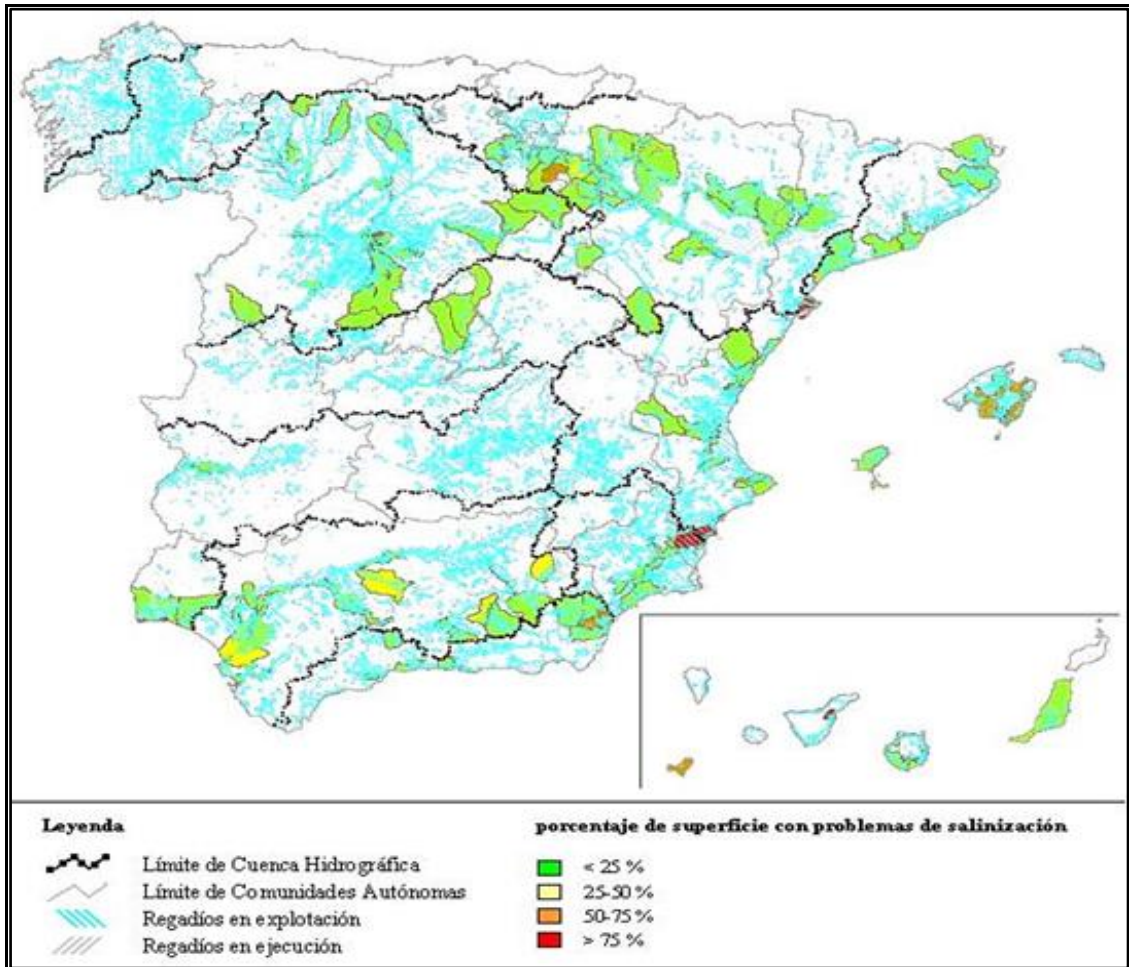 Leyenda
Límite de Cuenca Hidrográfica
Límite de Comunidades Autónomas
Regadíos en explotación
Regadíos en ejecución
porcentaje de superficie con problemas de salinización
< 25 %
25-50 %
50-75 %
> 75 %